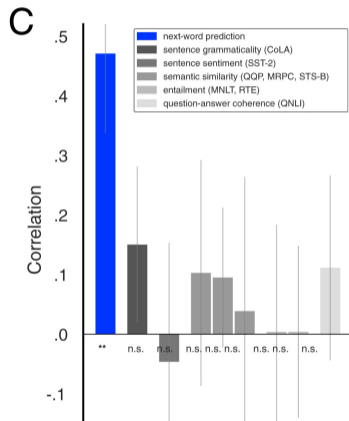 C
.5
.4
.3
.2
.1
.0
-.1
Correlation
next-word prediction
sentence grammaticality (CoLA)
sentence sentiment (SST-2)
semantic similarity (QQP, MRPC, STS-B)
entailment (MNLT, RTE)
question-answer coherence (QNLI)
** n.s. n.s. n.s. n.s. n.s. n.s. n.s. n.s.